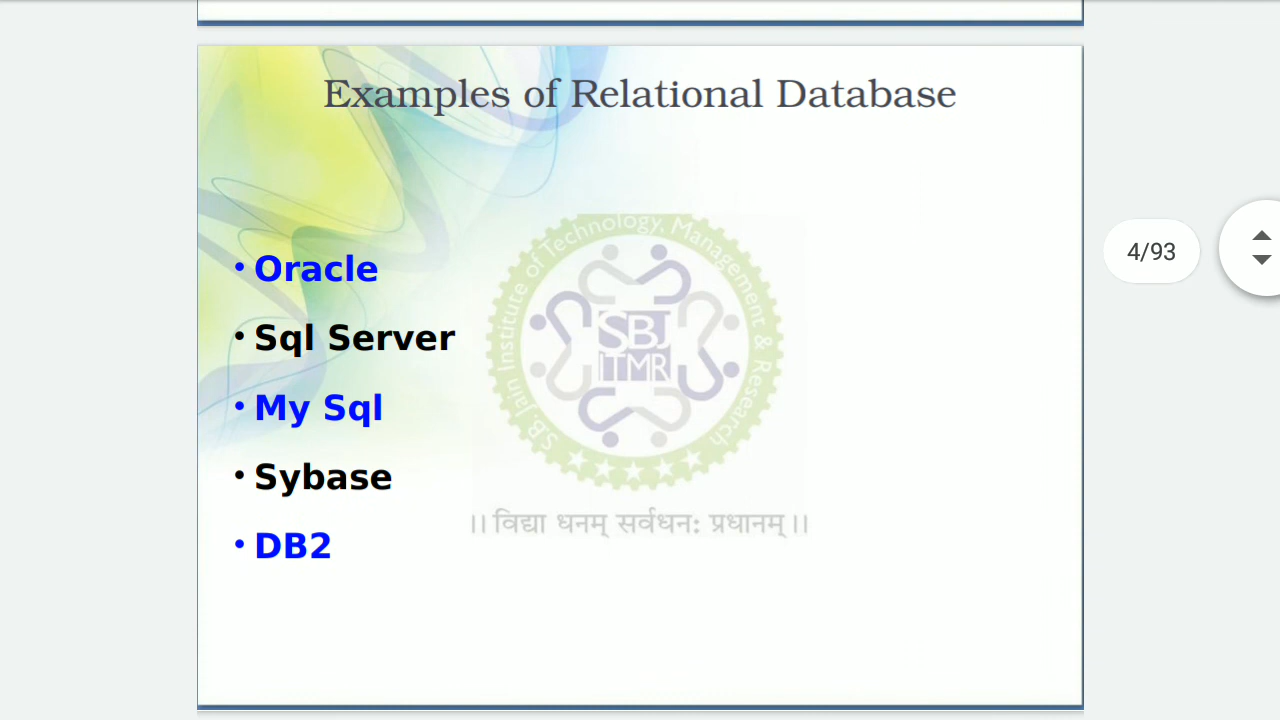 Examples of Relational Database
• Oracle
• Sql Server
• My Sql
• Sybase
• DB2
S.B. Jain Institute of Technology, Management & Research
SBJ
ITMR
।। विद्या धनम् सर्वधन: प्रधानम् ।।
4/93